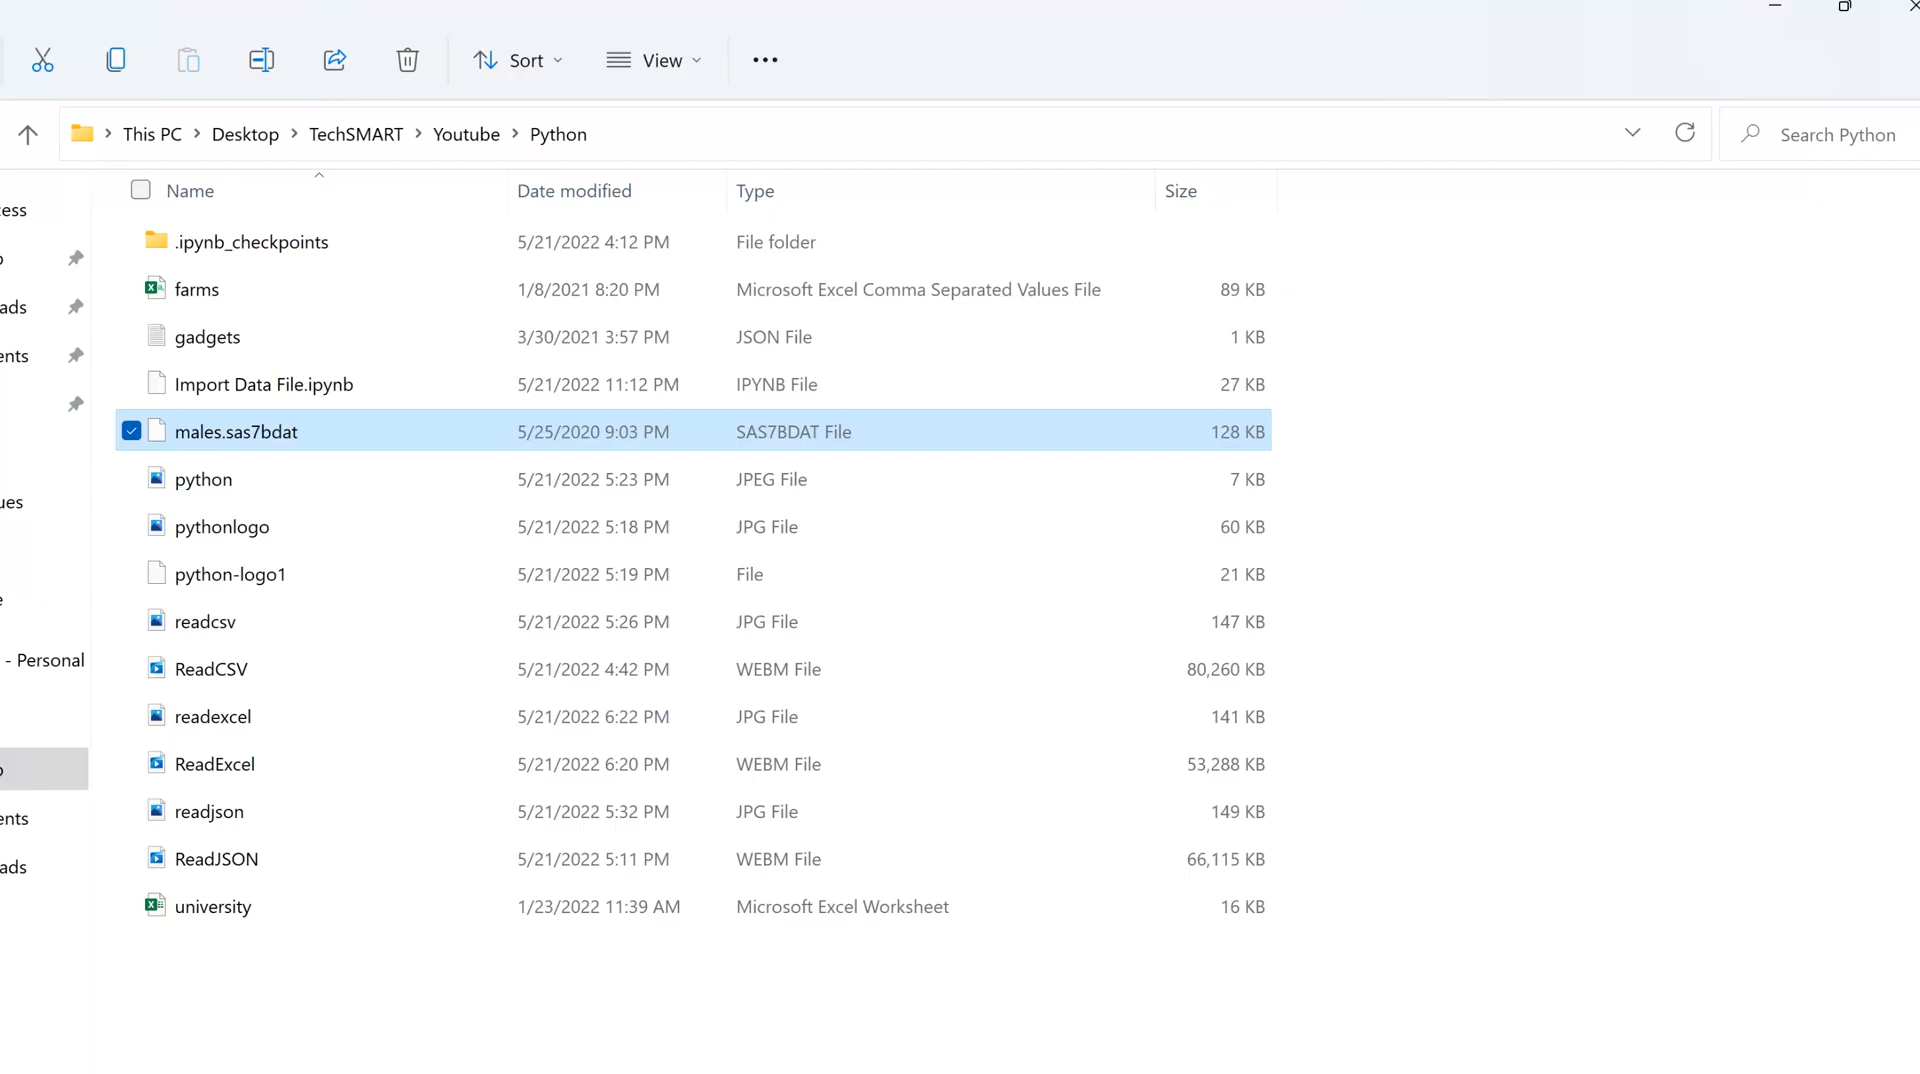 Sort
View
This PC > Desktop > TechSMART > Youtube > Python
Search Python
Name Date modified Type Size
.ipynb_checkpoints 5/21/2022 4:12 PM File folder
farms 1/8/2021 8:20 PM Microsoft Excel Comma Separated Values File 89 KB
gadgets 3/30/2021 3:57 PM JSON File 1 KB
Import Data File.ipynb 5/21/2022 11:12 PM IPYNB File 27 KB
males.sas7bdat 5/25/2020 9:03 PM SAS7BDAT File 128 KB
python 5/21/2022 5:23 PM JPEG File 7 KB
pythonlogo 5/21/2022 5:18 PM JPG File 60 KB
python-logo1 5/21/2022 5:19 PM File 21 KB
readcsv 5/21/2022 5:26 PM JPG File 147 KB
ReadCSV 5/21/2022 4:42 PM WEBM File 80,260 KB
readexcel 5/21/2022 6:22 PM JPG File 141 KB
ReadExcel 5/21/2022 6:20 PM WEBM File 53,288 KB
readjson 5/21/2022 5:32 PM JPG File 149 KB
ReadJSON 5/21/2022 5:11 PM WEBM File 66,115 KB
university 1/23/2022 11:39 AM Microsoft Excel Worksheet 16 KB
ess
ads
ents
ues
- Personal
ents
ads